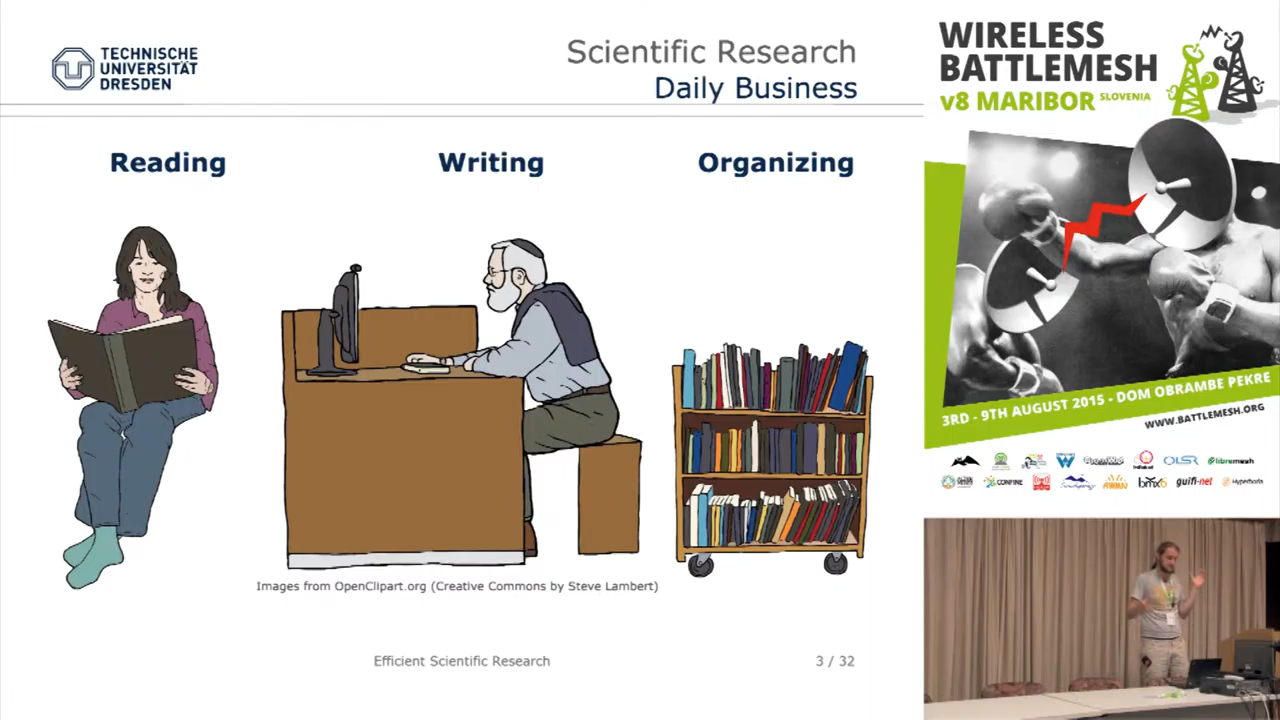 TECHNISCHE
UNIVERSITÄT
DRESDEN
Scientific Research
Daily Business
Reading
Writing
Organizing
Images from OpenClipart.org (Creative Commons by Steve Lambert)
Efficient Scientific Research
3 / 32
WIRELESS
BATTLEMESH
v8 MARIBOR SLOVENIA
3RD - 9TH AUGUST 2015 - DOM OBRAMBE PEKRE
WWW.BATTLEMESH.ORG
OLSR
libremesh
CONFINE
bmx6
guifi·net
Hyperboria